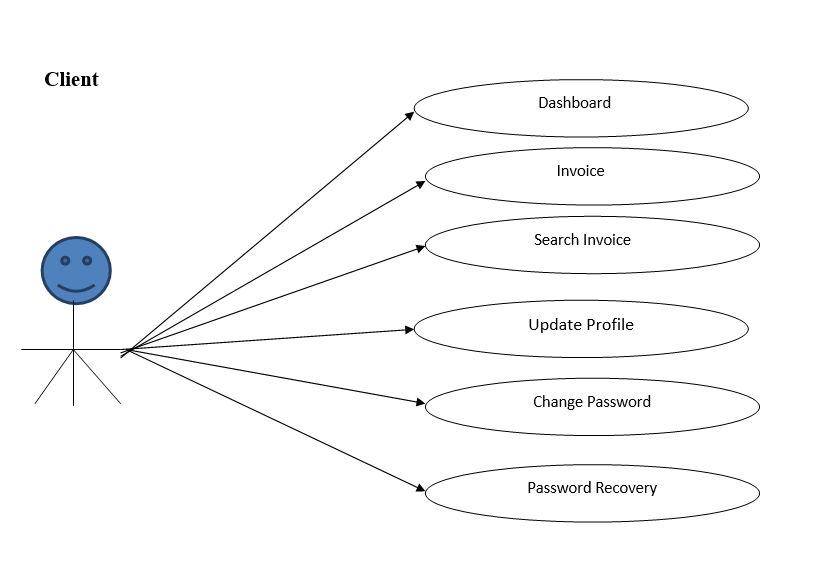 Client
Dashboard
Invoice
Search Invoice
Update Profile
Change Password
Password Recovery